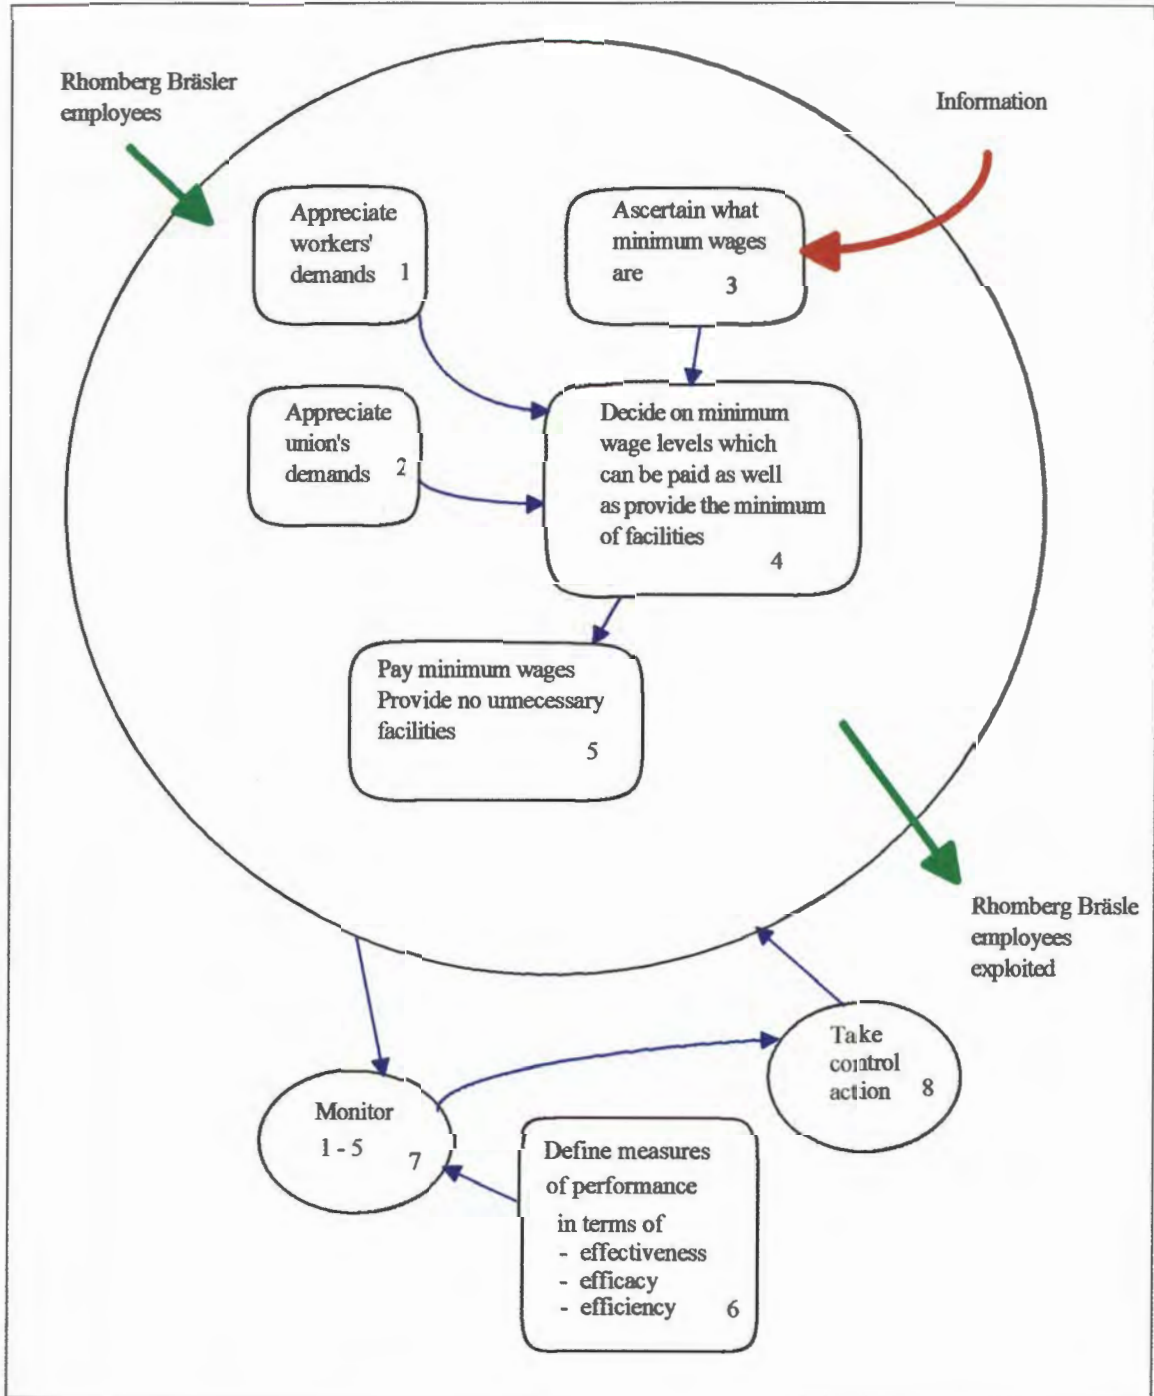 Rhomberg Bräsler
employees
Information
Appreciate
workers'
demands 1
Ascertain what
minimum wages
are 3
Appreciate
union's
demands 2
Decide on minimum
wage levels which
can be paid as well
as provide the minimum
of facilities
4
Pay minimum wages
Provide no unnecessary
facilities
5
Rhomberg Bräsle
employees
exploited
Take
control
action 8
Monitor
1 - 5 7
Define measures
of performance
in terms of
- effectiveness
- efficacy
- efficiency 6